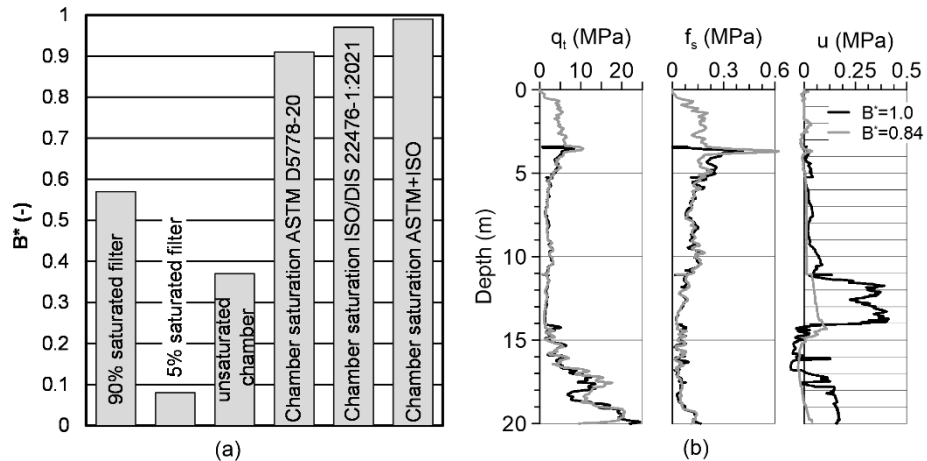 1
0.9
0.8
0.7
0.6
0.5
0.4
0.3
0.2
0.1
0
B* (-)
90% saturated filter
5% saturated filter
unsaturated
chamber
Chamber saturation ASTM D5778-20
Chamber saturation ISO/DIS 22476-1:2021
Chamber saturation ASTM+ISO
(a)
qt (MPa)
0 10 20
fs (MPa)
0 0.3 0.6
u (MPa)
0 0.25 0.5
B*=1.0
B*=0.84
0
5
10
15
20
Depth (m)
(b)